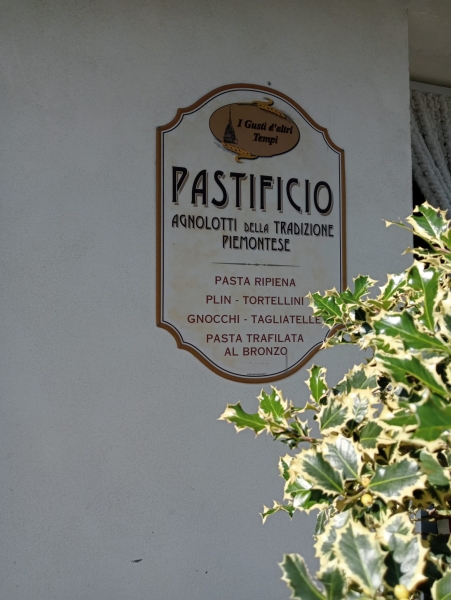 I Gusti d'altri
Tempi
PASTIFICIO
AGNOLOTTI DELLA TRADIZIONE
PIEMONTESE
PASTA RIPIENA
PLIN - TORTELLINI
GNOCCHI - TAGLIATELLE
PASTA TRAFILATA
AL BRONZO